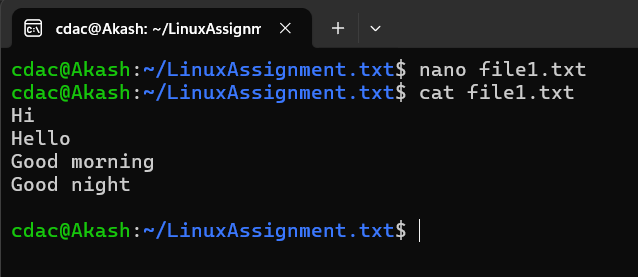 cdac@Akash: ~/LinuxAssignm
cdac@Akash:~/LinuxAssignment.txt$ nano file1.txt
cdac@Akash:~/LinuxAssignment.txt$ cat file1.txt
Hi
Hello
Good morning
Good night
cdac@Akash:~/LinuxAssignment.txt$